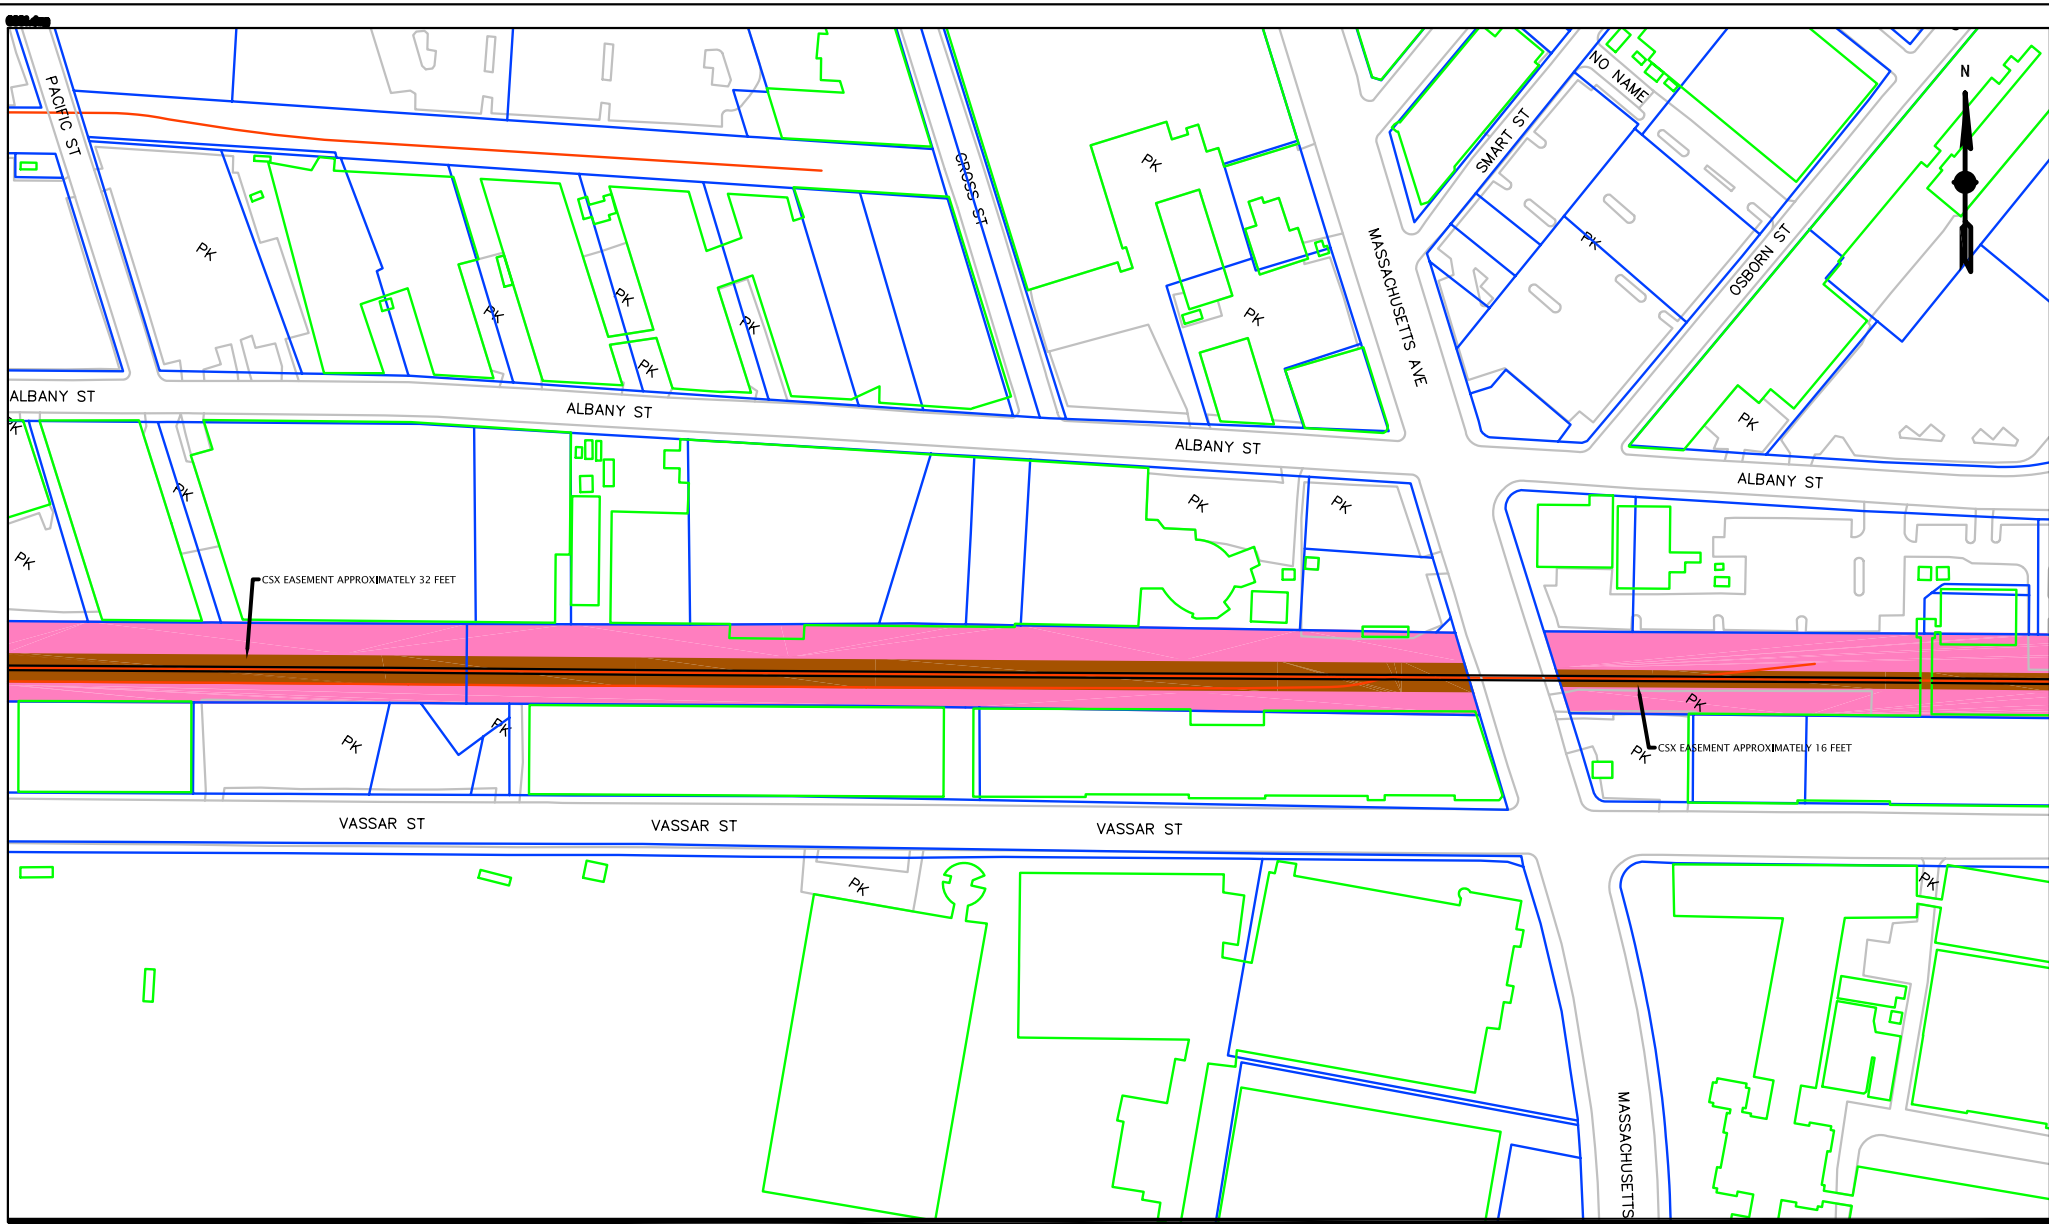 N
NO NAME
PACIFIC ST
SMART ST
CROSS ST
PK
PK
PK
OSBORN ST
MASSACHUSETTS AVE
PK
PK
PK
PK
PK
PK
ALBANY ST
ALBANY ST
PK
PK
ALBANY ST
ALBANY ST
PK
PK
PK
PK
CSX EASEMENT APPROXIMATELY 32 FEET
PK
PK
PK
PK
CSX EASEMENT APPROXIMATELY 16 FEET
VASSAR ST
VASSAR ST
VASSAR ST
PK
PK
MASSACHUSETTS